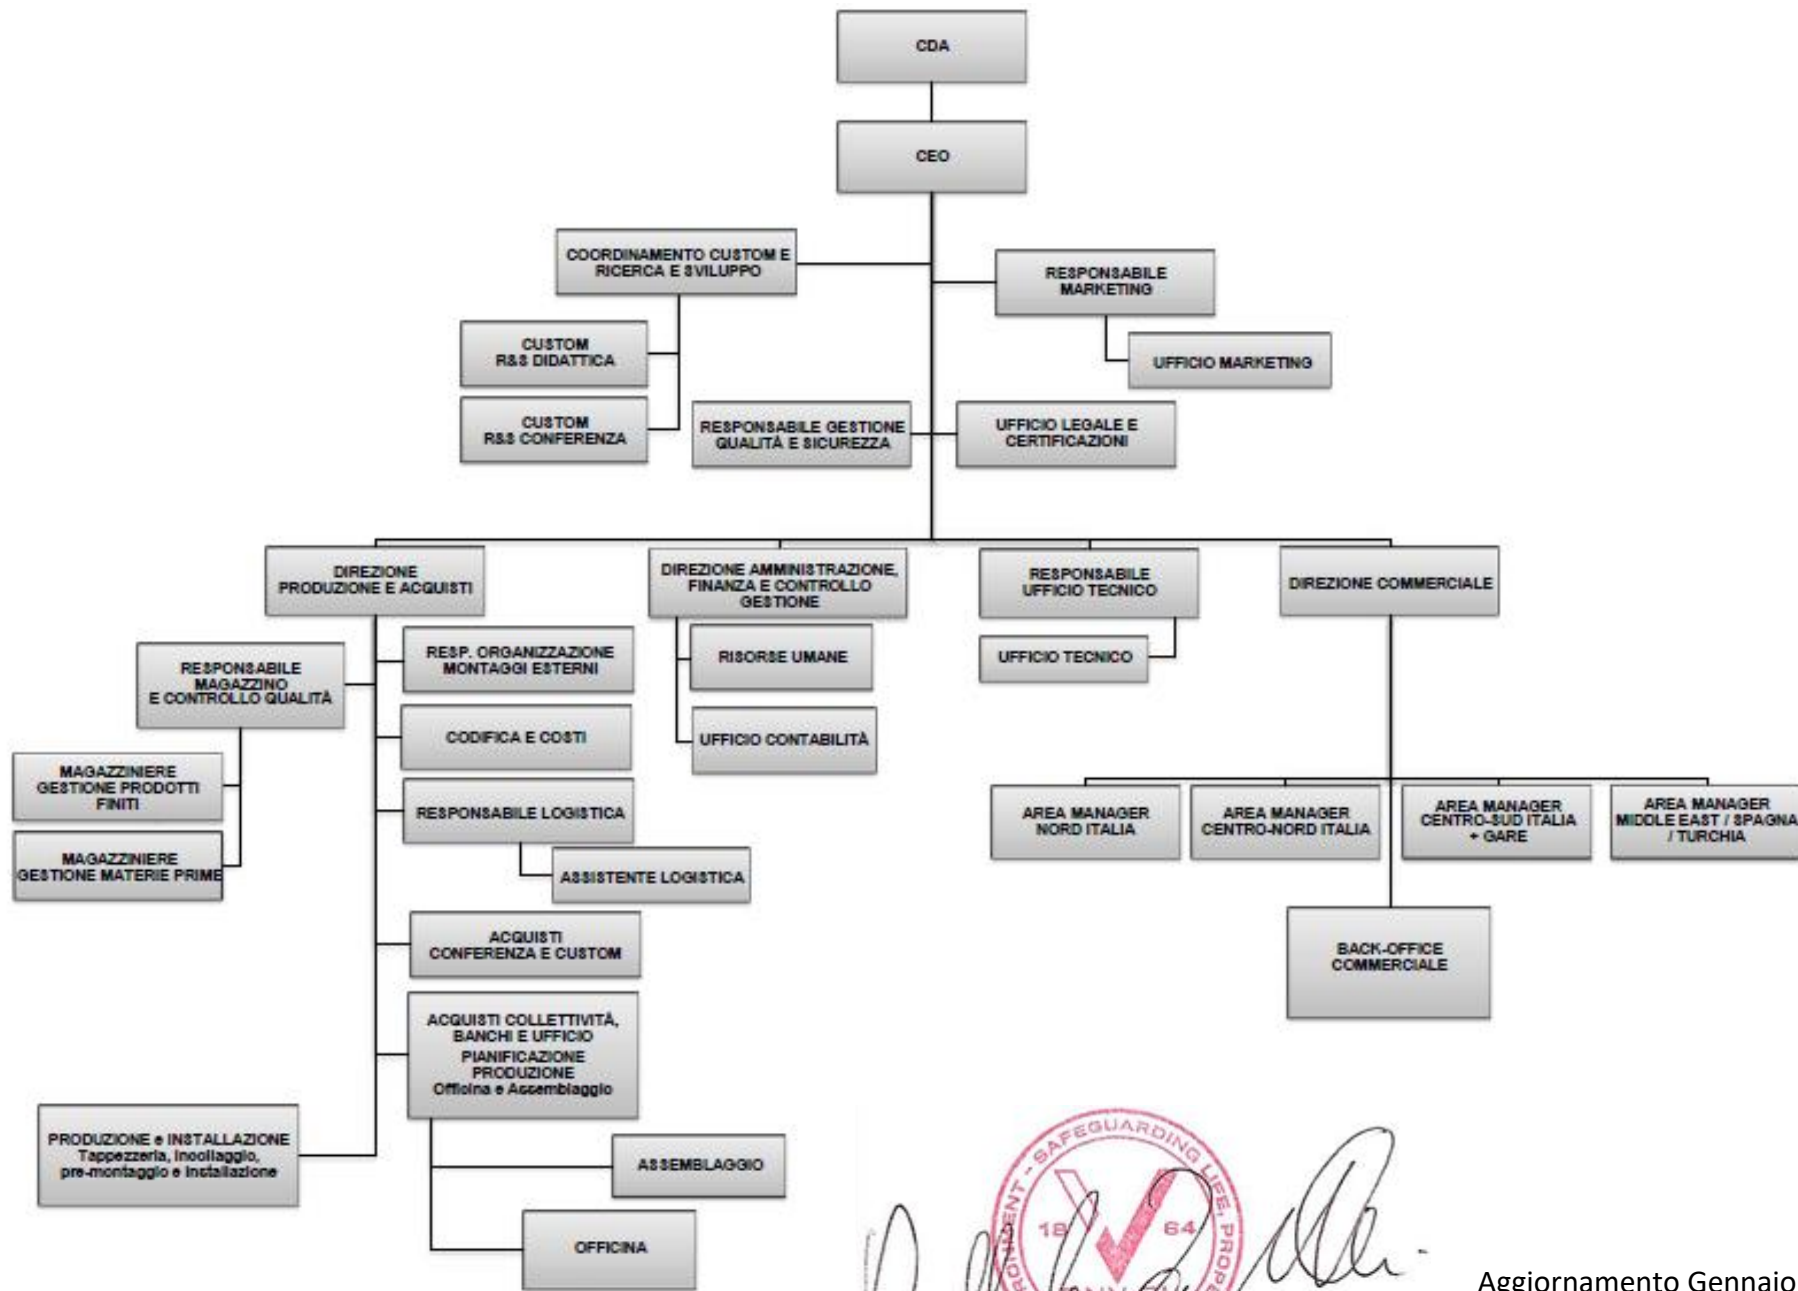 CDA
CEO
COORDINAMENTO CUSTOM E
RICERCA E SVILUPPO
RESPONSABILE
MARKETING
CUSTOM
R&S DIDATTICA
UFFICIO MARKETING
CUSTOM
R&S CONFERENZA
RESPONSABILE GESTIONE
QUALITÀ E SICUREZZA
UFFICIO LEGALE E
CERTIFICAZIONI
DIREZIONE
PRODUZIONE E ACQUISTI
DIREZIONE AMMINISTRAZIONE,
FINANZA E CONTROLLO
GESTIONE
RESPONSABILE
UFFICIO TECNICO
DIREZIONE COMMERCIALE
RESPONSABILE
MAGAZZINO
E CONTROLLO QUALITÀ
RESP. ORGANIZZAZIONE
MONTAGGI ESTERNI
RISORSE UMANE
UFFICIO TECNICO
CODIFICA E COSTI
UFFICIO CONTABILITÀ
MAGAZZINIERE
GESTIONE PRODOTTI
FINITI
RESPONSABILE LOGISTICA
AREA MANAGER
NORD ITALIA
AREA MANAGER
CENTRO-NORD ITALIA
AREA MANAGER
CENTRO-SUD ITALIA
+ GARE
AREA MANAGER
MIDDLE EAST / SPAGNA
/ TURCHIA
MAGAZZINIERE
GESTIONE MATERIE PRIME
ASSISTENTE LOGISTICA
ACQUISTI
CONFERENZA E CUSTOM
BACK-OFFICE
COMMERCIALE
ACQUISTI COLLETTIVITÀ,
BANCHI E UFFICIO
PIANIFICAZIONE
PRODUZIONE
Officina e Assemblaggio
PRODUZIONE e INSTALLAZIONE
Tappezzeria, incollaggio,
pre-montaggio e installazione
ASSEMBLAGGIO
OFFICINA
- SAFEGUARDING LIFE,
18 64
Aggiornamento Gennaio